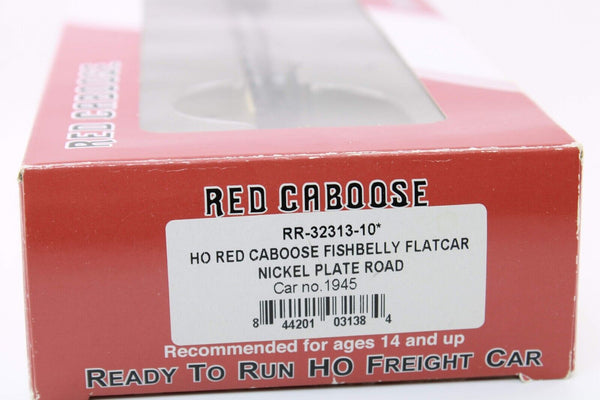 RED CABOOSE
RED CABOOSE
RR-32313-10*
HO RED CABOOSE FISHBELLY FLATCAR
NICKEL PLATE ROAD
Car no.1945
8 44201 03138 4
Recommended for ages 14 and up
READY TO RUN HO FREIGHT CAR